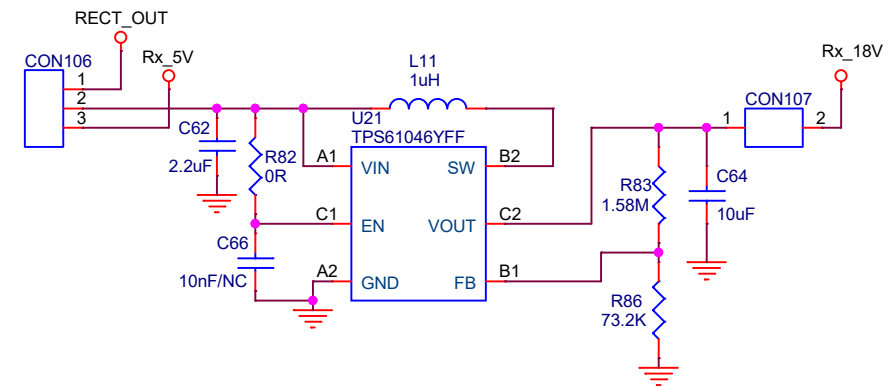 RECT_OUT
Rx_5V
CON106
1
2
3
L11
1uH
Rx_18V
CON107
1
2
U21
TPS61046YFF
C62
2.2uF
R82
0R
A1
VIN
SW
B2
R83
1.58M
C64
10uF
C1
EN
VOUT
C2
C66
10nF/NC
A2
GND
FB
B1
R86
73.2K